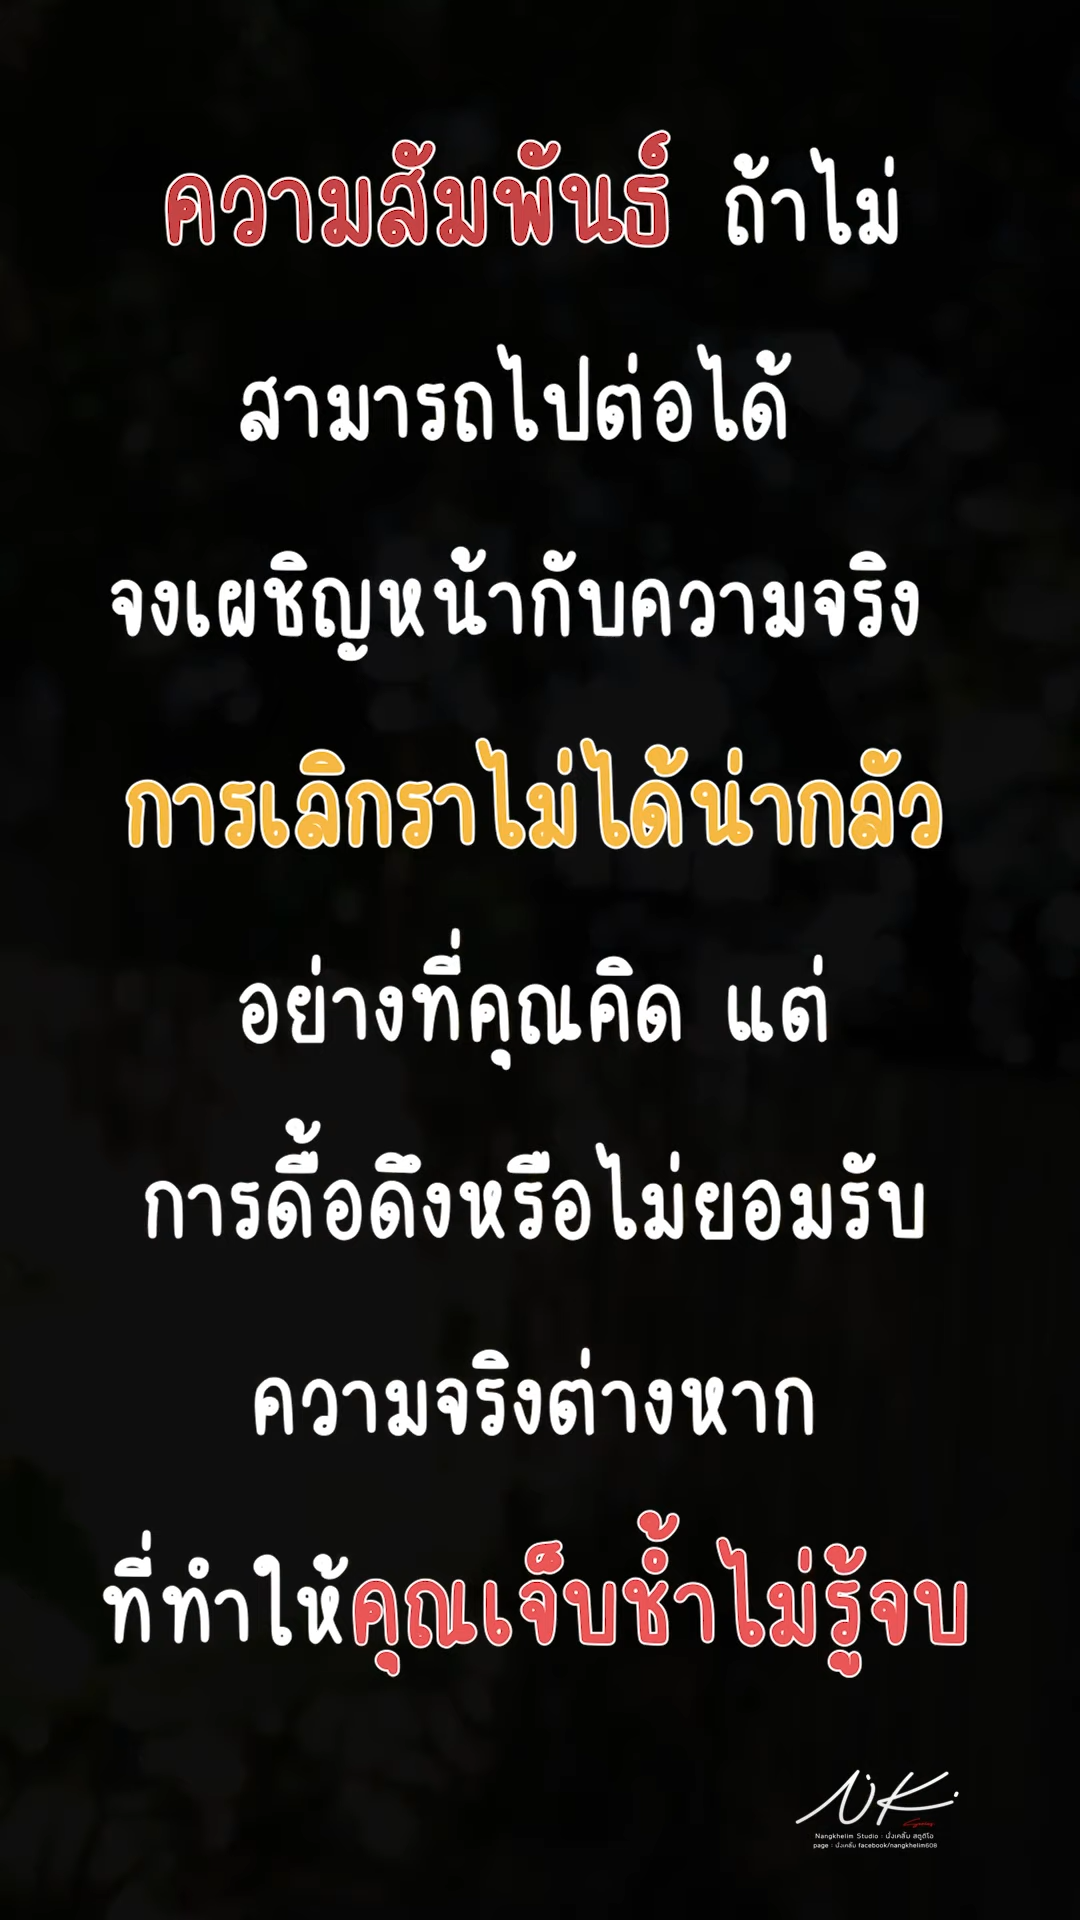 ความสัมพันธ์ ถ้าไม่
สามารถไปต่อได้
จงเผชิญหน้ากับความจริง
การเลิกราไม่ได้น่ากลัว
อย่างที่คุณคิด แต่
การดื้อดึงหรือไม่ยอมรับ
ความจริงต่างหาก
ที่ทำให้คุณเจ็บช้ำไม่รู้จบ
NK
Nangkhelim Studio : นั่งเคลิ้ม สตูดิโอ
page : นั่งเคลิ้ม facebook/nangkhelim608